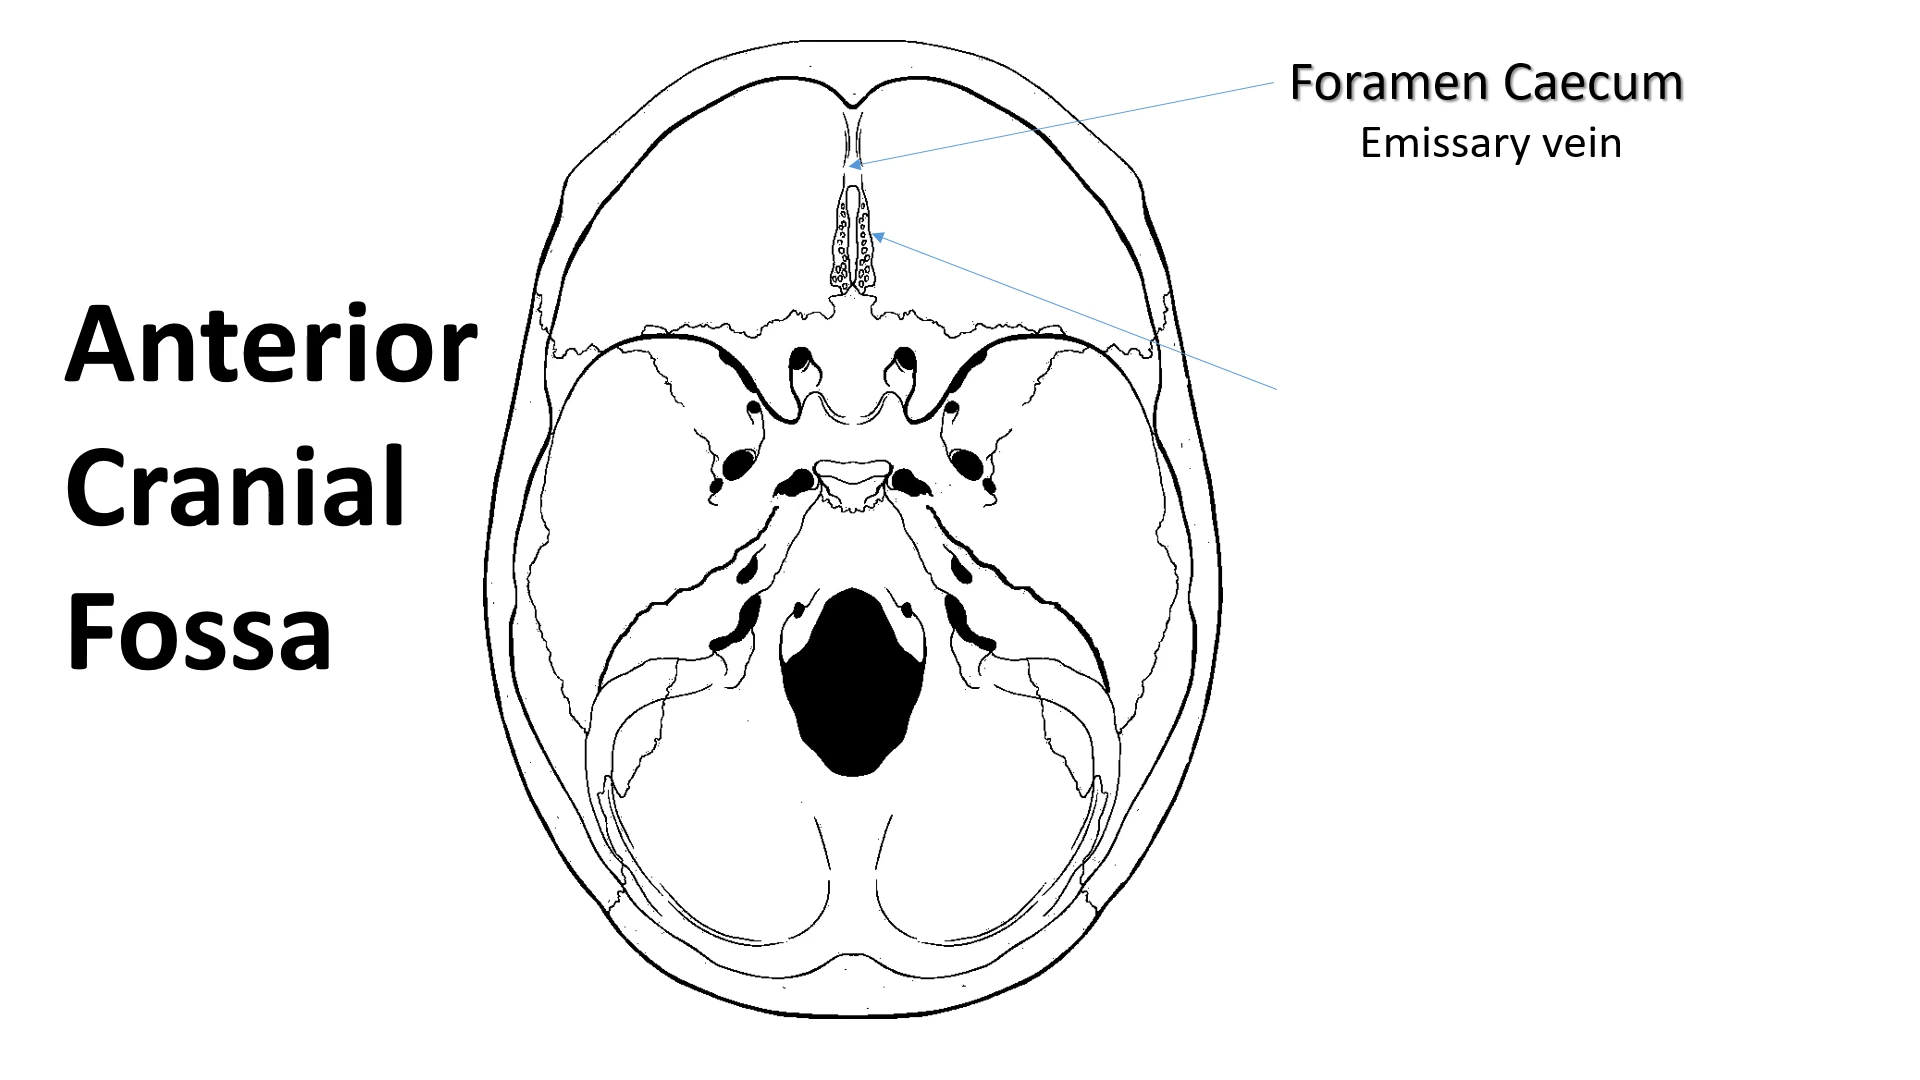 Anterior
Cranial
Fossa
Foramen Caecum
Emissary vein